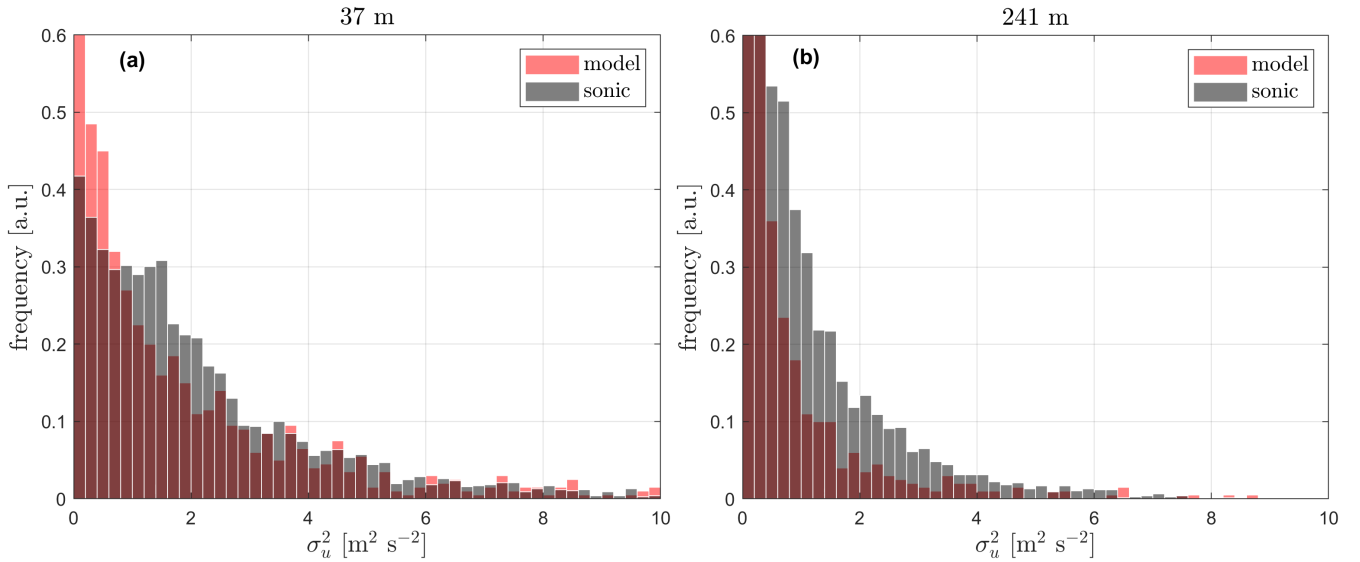 37 m
(a)
model
sonic
0.6
0.5
0.4
0.3
0.2
0.1
0
frequency [a.u.]
0 2 4 6 8 10
σ_u^2 [m^2 s^−2]
241 m
(b)
model
sonic
0.6
0.5
0.4
0.3
0.2
0.1
0
frequency [a.u.]
0 2 4 6 8 10
σ_u^2 [m^2 s^−2]